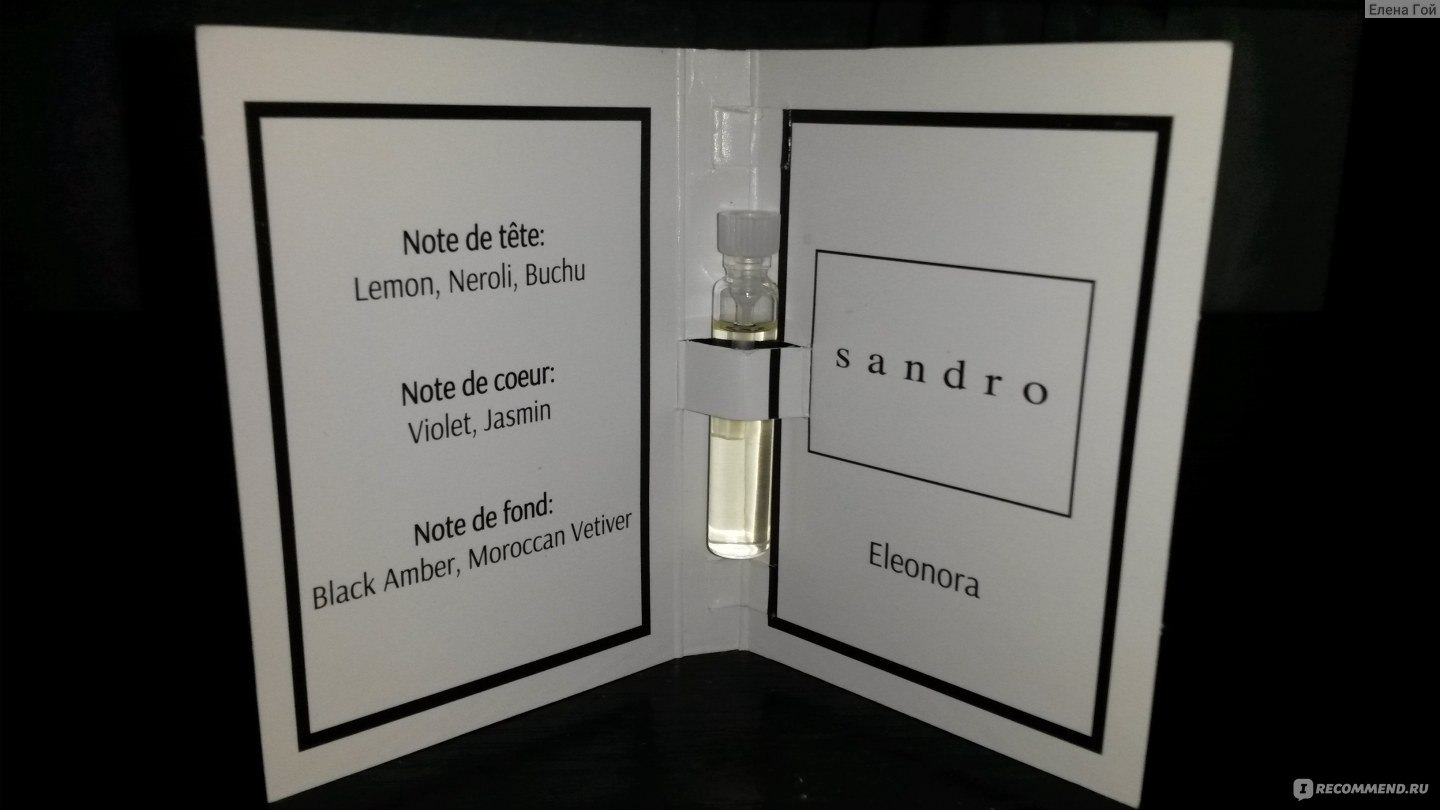 Елена Гой
Note de tête:
Lemon, Neroli, Buchu
Note de coeur:
Violet, Jasmin
Note de fond:
Black Amber, Moroccan Vetiver
sandro
Eleonora
IRECOMMEND.RU